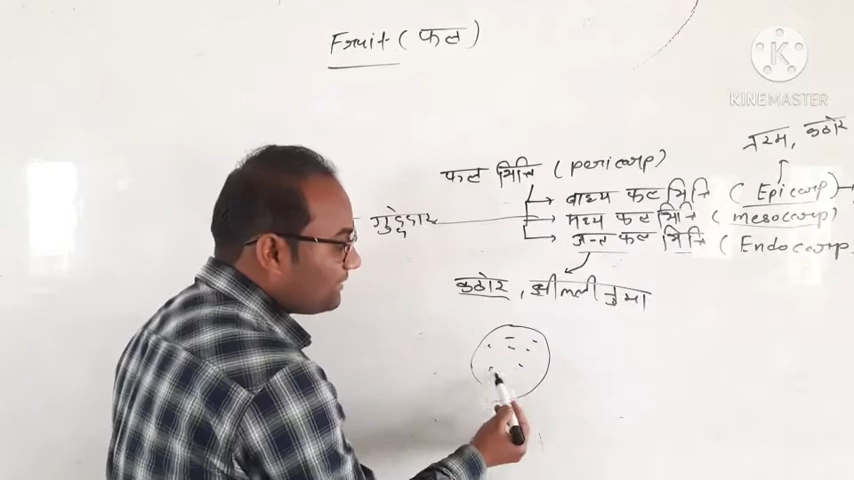 Fruit ( फल )
KINEMASTER
नरम, कठोर
फल भित्ति ( pericarp )
बाध्य फल भित्ति ( Epicarp )
गुद्देदार मध्य फल भित्ति ( mesocarp )
अन्त फल भित्ति ( Endocarp
कठोर , झील्ली नुमा